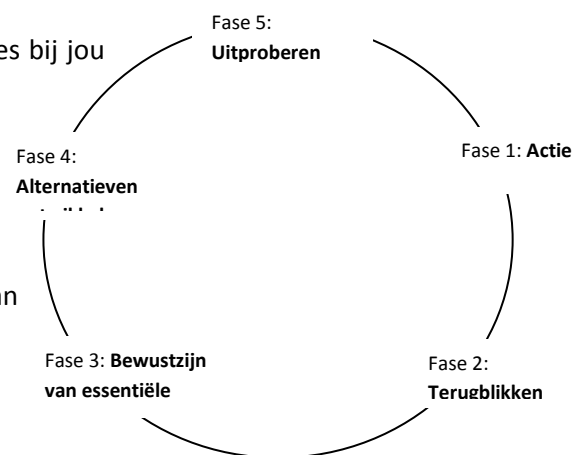 Fase 5:
Uitproberen
es bij jou
Fase 1: Actie
Fase 4:
Alternatieven
an
Fase 3: Bewustzijn
van essentiële
Fase 2:
Terugblikken